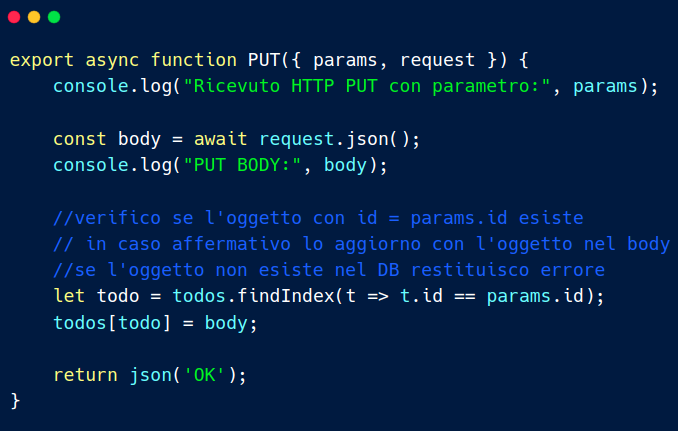 export async function PUT({ params, request }) {
    console.log("Ricevuto HTTP PUT con parametro:", params);

    const body = await request.json();
    console.log("PUT BODY:", body);

    //verifico se l'oggetto con id = params.id esiste
    // in caso affermativo lo aggiorno con l'oggetto nel body
    //se l'oggetto non esiste nel DB restituisco errore
    let todo = todos.findIndex(t => t.id == params.id);
    todos[todo] = body;

    return json('OK');
}